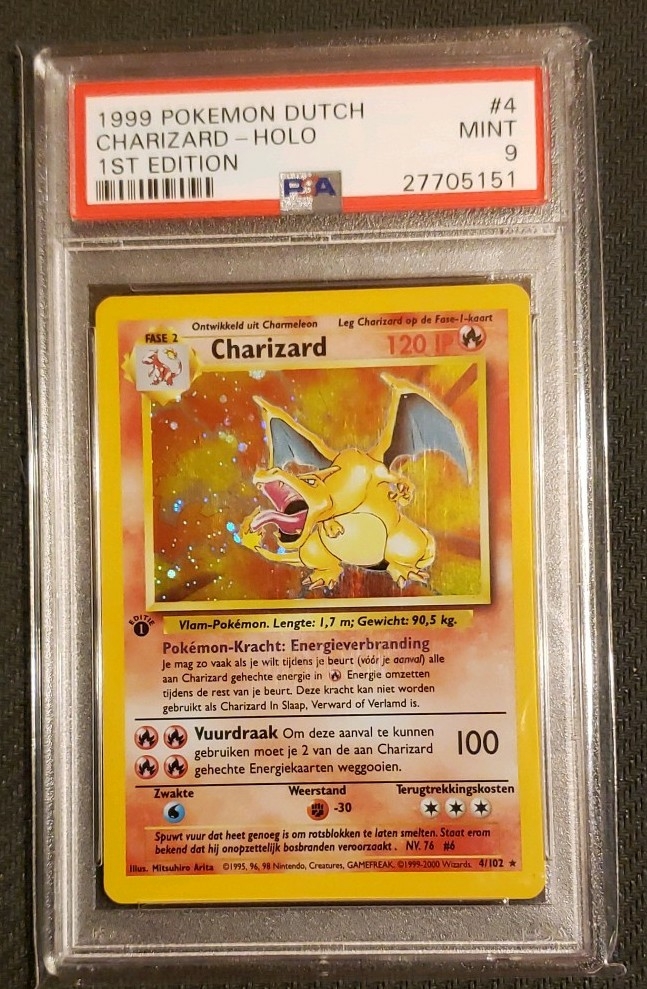 1999 POKEMON DUTCH #4
CHARIZARD - HOLO MINT
1ST EDITION 9
PSA 27705151
Ontwikkeld uit Charmeleon Leg Charizard op de Fase-1-kaart
FASE 2
Charizard 120 IP
EDITIE
1
Vlam-Pokémon. Lengte: 1,7 m; Gewicht: 90,5 kg.
Pokémon-Kracht: Energieverbranding
Je mag zo vaak als je wilt tijdens je beurt (vóór je aanval) alle
aan Charizard gehechte energie in Energie omzetten
tijdens de rest van je beurt. Deze kracht kan niet worden
gebruikt als Charizard In Slaap, Verward of Verlamd is.
Vuurdraak Om deze aanval te kunnen
gebruiken moet je 2 van de aan Charizard 100
gehechte Energiekaarten weggooien.
Zwakte Weerstand Terugtrekkingskosten
-30
Spuwt vuur dat heet genoeg is om rotsblokken te laten smelten. Staat erom
bekend dat hij onopzettelijk bosbranden veroorzaakt. NV. 76 #6
Illus. Mitsuhiro Arita ©1995, 96, 98 Nintendo, Creatures, GAMEFREAK. ©1999-2000 Wizards. 4/102 ★